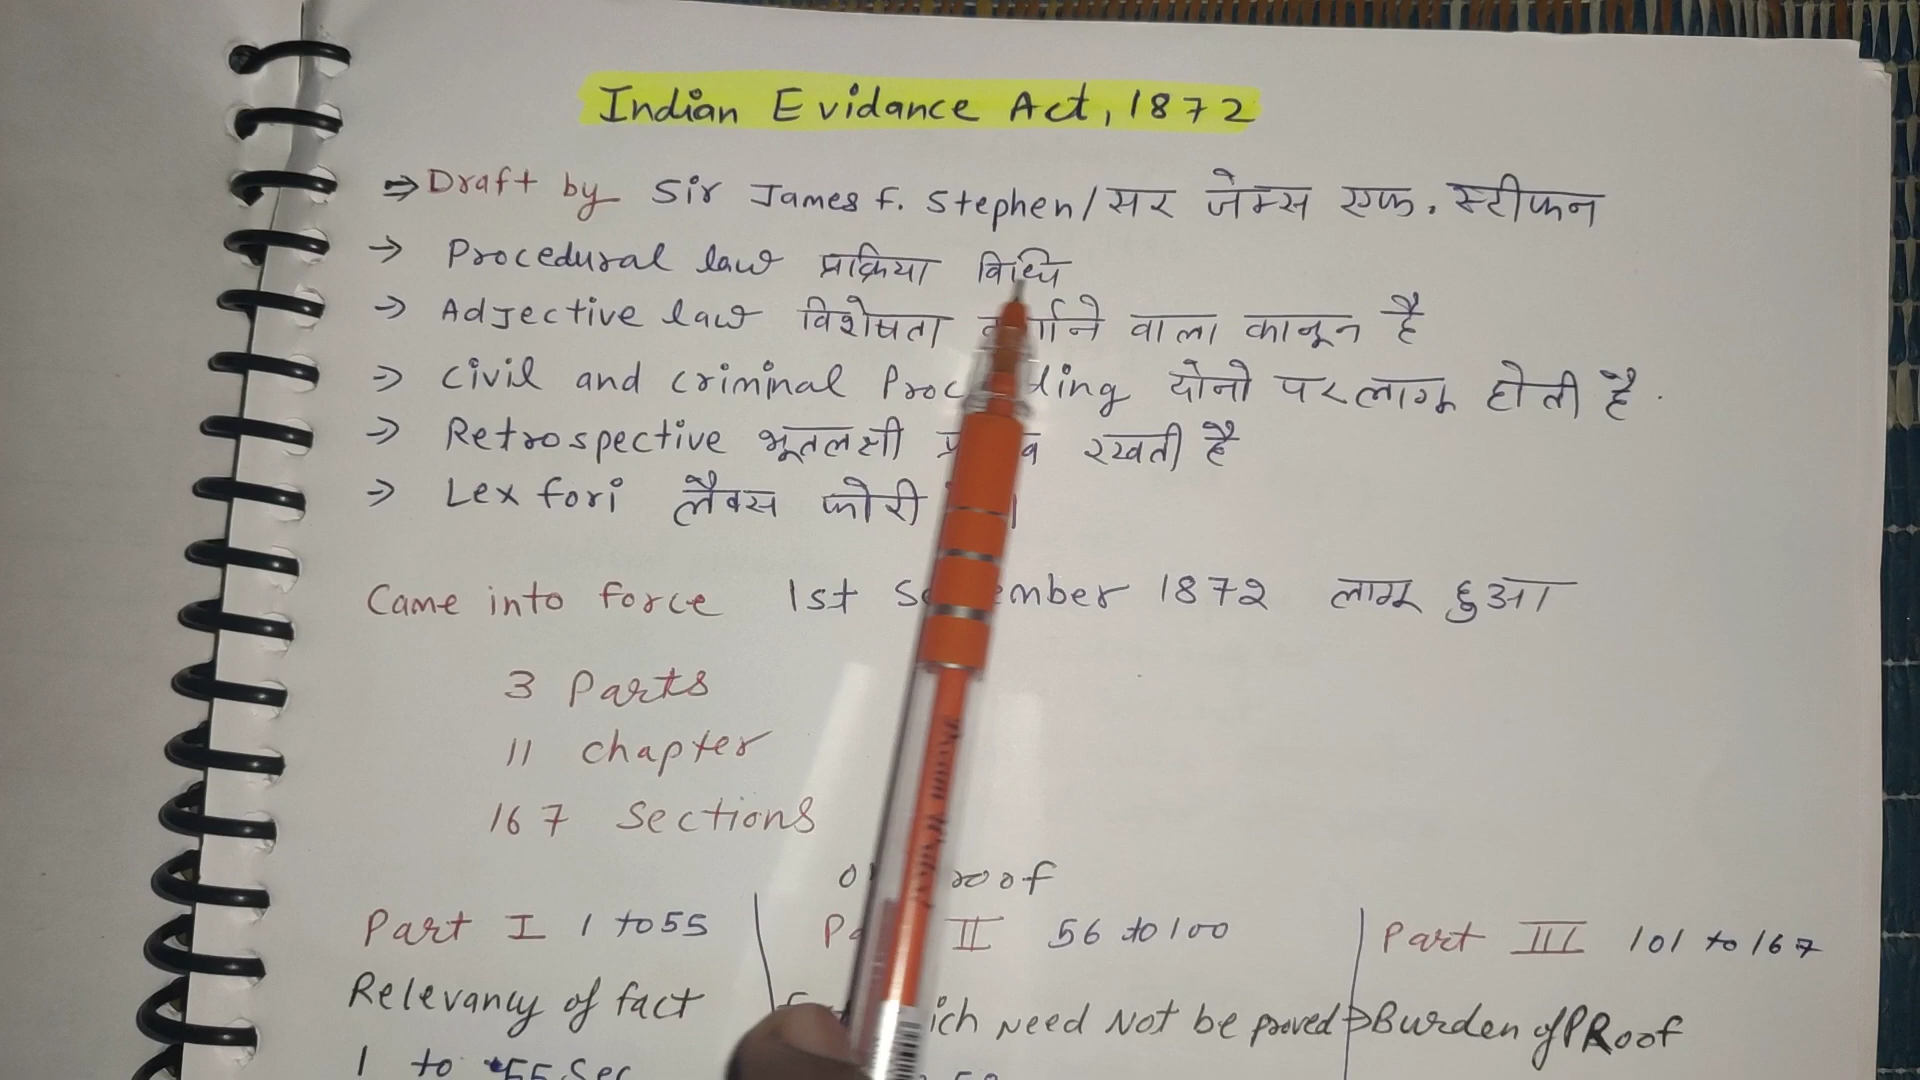 Indian Evidance Act, 1872
⇒ Draft by Sir James F. Stephen / सर जेम्स एफ. स्टीफन
→ Procedural law प्रक्रिया विधि
→ Adjective law विशेषता वाला कानून है
→ Civil and criminal दोनो पर लागू होती है.
→ Retrospective भूतलक्षी रखती है
→ Lex fori लैक्स फोरी
Came into force 1st 1872 लागू हुआ
3 Parts
11 chapter
167 Sections
Part I 1 to 55
II 56 to 100
Part III 101 to 167
Relevancy of fact
Need Not be proved
Burden of PRoof
1 to 55 Sec